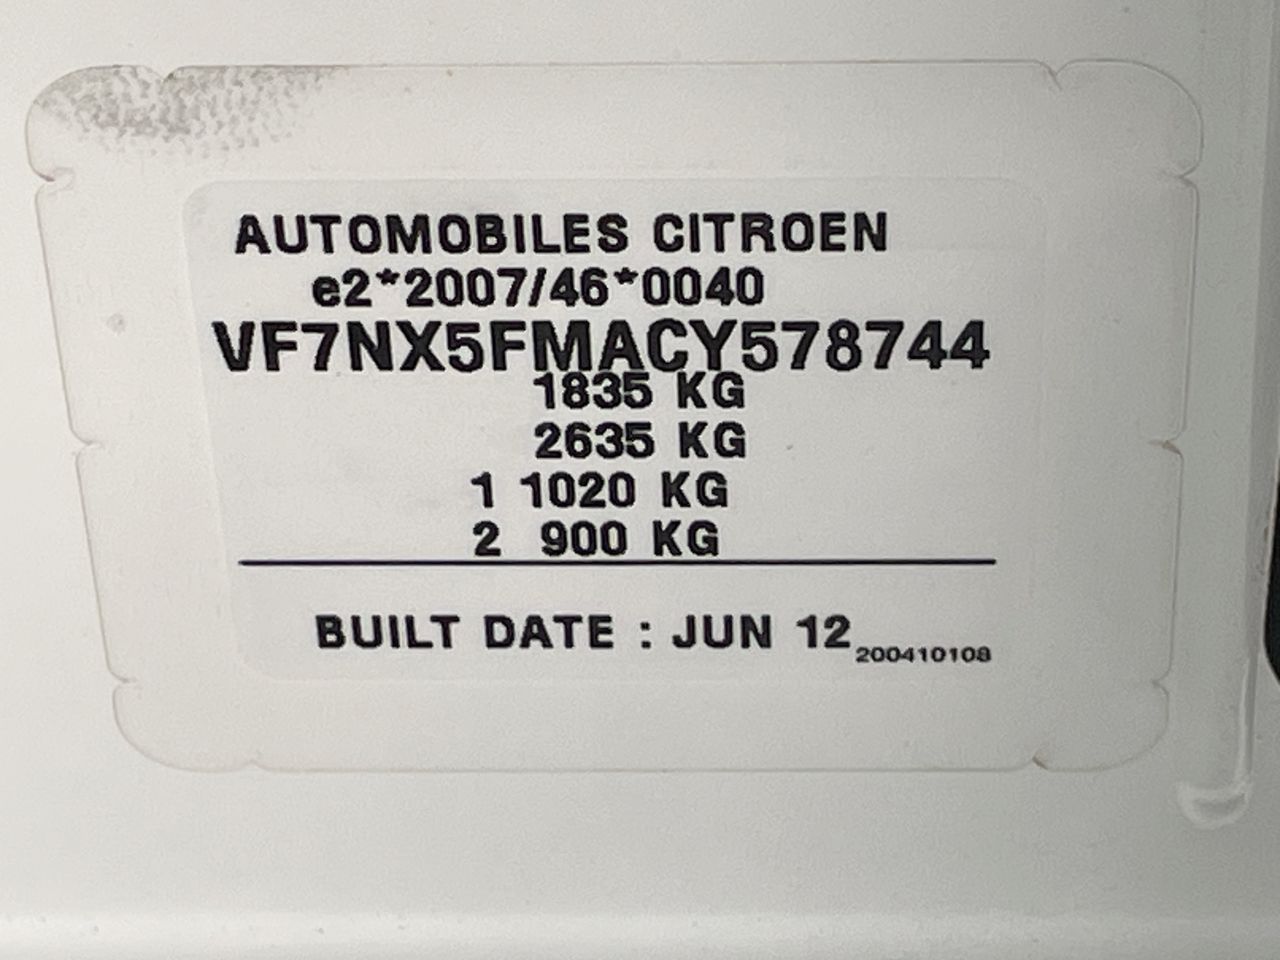 AUTOMOBILES CITROEN
e2*2007/46*0040
VF7NX5FMACY578744
1835 KG
2635 KG
1 1020 KG
2 900 KG
BUILT DATE : JUN 12
200410108